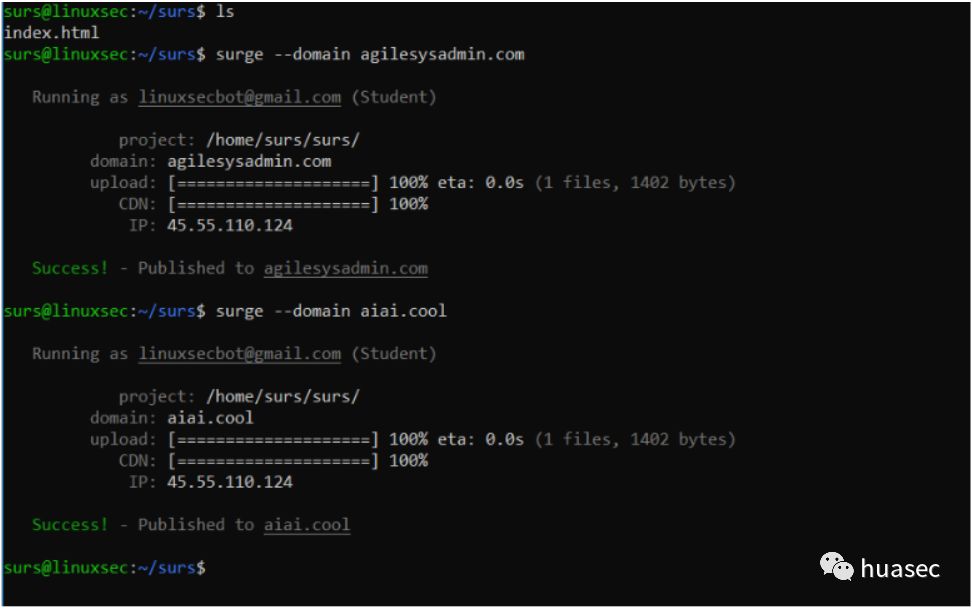 surs@linuxsec:~/surs$ ls
index.html
surs@linuxsec:~/surs$ surge --domain agilesysadmin.com
Running as linuxsecbot@gmail.com (Student)
project: /home/surs/surs/
domain: agilesysadmin.com
upload: [====================] 100% eta: 0.0s (1 files, 1402 bytes)
CDN: [====================] 100%
IP: 45.55.110.124
Success! - Published to agilesysadmin.com
surs@linuxsec:~/surs$ surge --domain aiai.cool
Running as linuxsecbot@gmail.com (Student)
project: /home/surs/surs/
domain: aiai.cool
upload: [====================] 100% eta: 0.0s (1 files, 1402 bytes)
CDN: [====================] 100%
IP: 45.55.110.124
Success! - Published to aiai.cool
surs@linuxsec:~/surs$
huasec